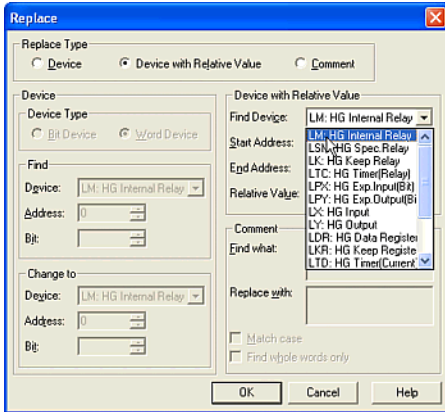 Replace
Replace Type
Device
Device with Relative Value
Comment
Device
Device Type
Bit Device
Word Device
Find
Device: LM: HG Internal Relay
Address: 0
Bit:
Change to
Device: LM: HG Internal Relay
Address: 0
Bit:
Device with Relative Value
Find Device: LM: HG Internal Relay
Start Address:
End Address:
Relative Value:
LM: HG Internal Relay
LSM: HG Spec.Relay
LK: HG Keep Relay
LTC: HG Timer(Relay)
LPX: HG Exp.Input(Bit)
LPY: HG Exp.Output(Bi
LX: HG Input
LY: HG Output
LDR: HG Data Register
LKR: HG Keep Register
LTD: HG Timer(Current
Comment
Find what:
Replace with:
Match case
Find whole words only
OK
Cancel
Help